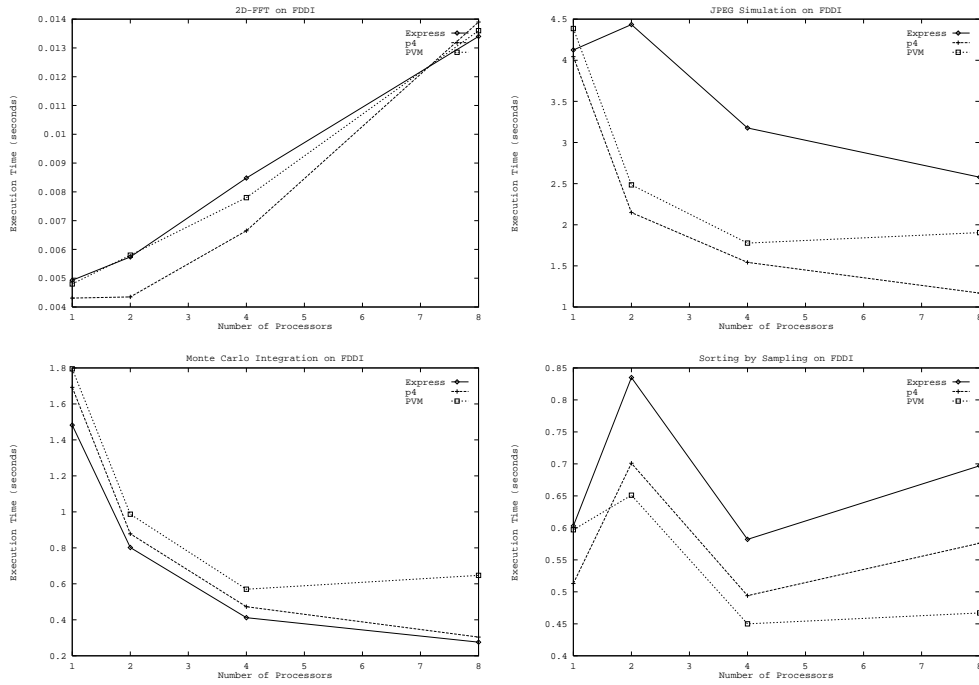 2D-FFT on FDDI
Express
p4
PVM
0.014
0.013
0.012
0.011
0.01
0.009
0.008
0.007
0.006
0.005
0.004
Execution Time (seconds)
1 2 3 4 5 6 7 8
Number of Processors
JPEG Simulation on FDDI
Express
p4
PVM
4.5
4
3.5
3
2.5
2
1.5
1
Execution Time (seconds)
1 2 3 4 5 6 7 8
Number of Processors
Monte Carlo Integration on FDDI
Express
p4
PVM
1.8
1.6
1.4
1.2
1
0.8
0.6
0.4
0.2
Execution Time (seconds)
1 2 3 4 5 6 7 8
Number of Processors
Sorting by Sampling on FDDI
Express
p4
PVM
0.85
0.8
0.75
0.7
0.65
0.6
0.55
0.5
0.45
0.4
Execution Time (seconds)
1 2 3 4 5 6 7 8
Number of Processors